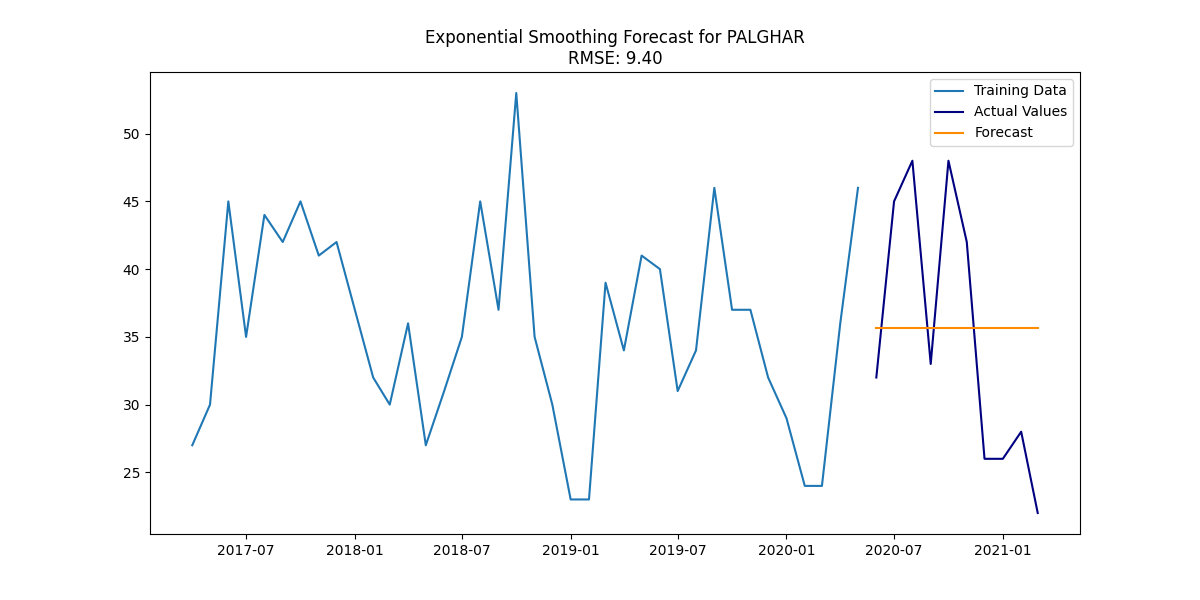 Exponential Smoothing Forecast for PALGHAR
RMSE: 9.40
Training Data
Actual Values
Forecast
50
45
40
35
30
25
2017-07
2018-01
2018-07
2019-01
2019-07
2020-01
2020-07
2021-01